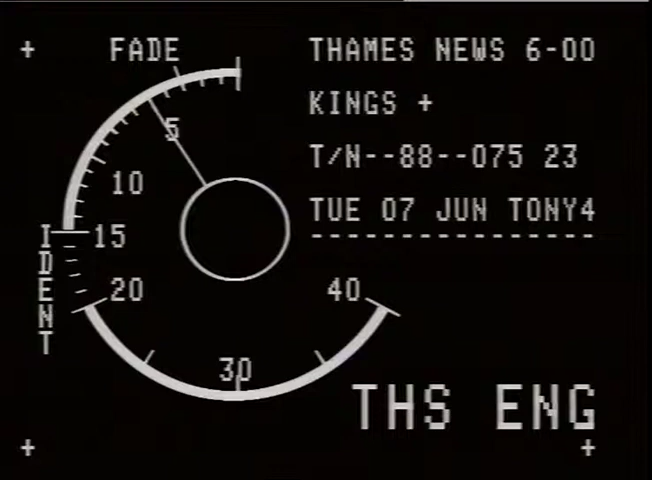 FADE
THAMES NEWS 6-00
KINGS +
T/N--88--075 23
TUE 07 JUN TONY4
----------------
5
10
15
20
30
40
IDENT
THS ENG